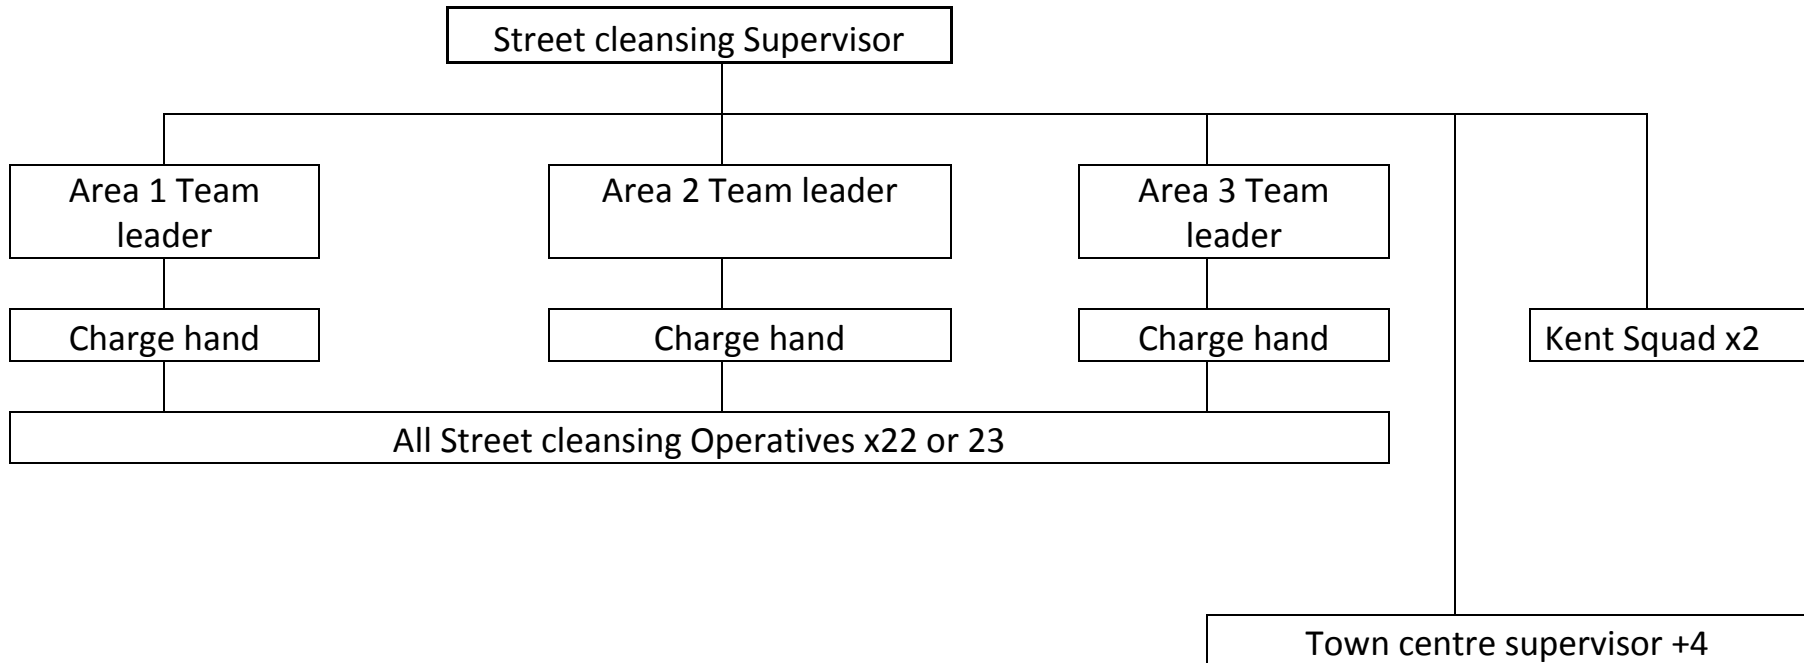 Street cleansing Supervisor
Area 1 Team
leader
Area 2 Team leader
Area 3 Team
leader
Charge hand
Charge hand
Charge hand
Kent Squad x2
All Street cleansing Operatives x22 or 23
Town centre supervisor +4